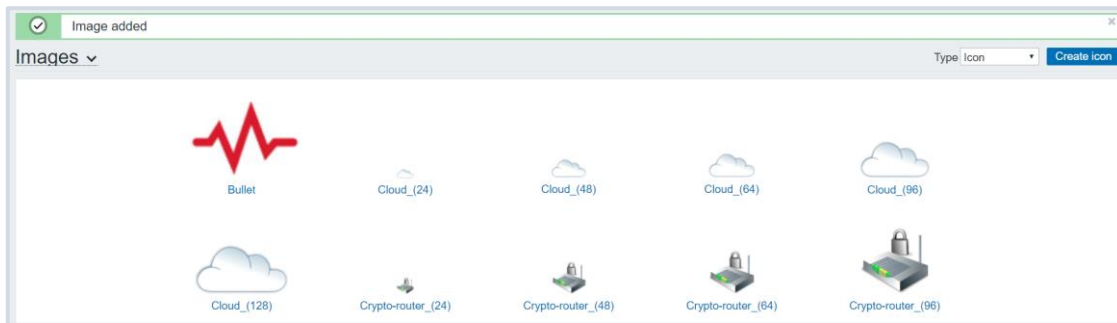 Image added
Images
Type Icon Create icon
Bullet Cloud_(24) Cloud_(48) Cloud_(64) Cloud_(96)
Cloud_(128) Crypto-router_(24) Crypto-router_(48) Crypto-router_(64) Crypto-router_(96)